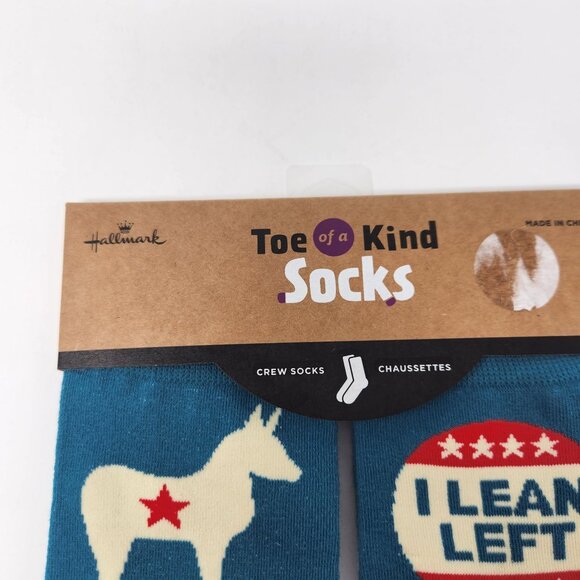 Hallmark
Toe of a Kind
Socks
MADE IN CHI
CREW SOCKS
CHAUSSETTES
I LEAN
LEFT